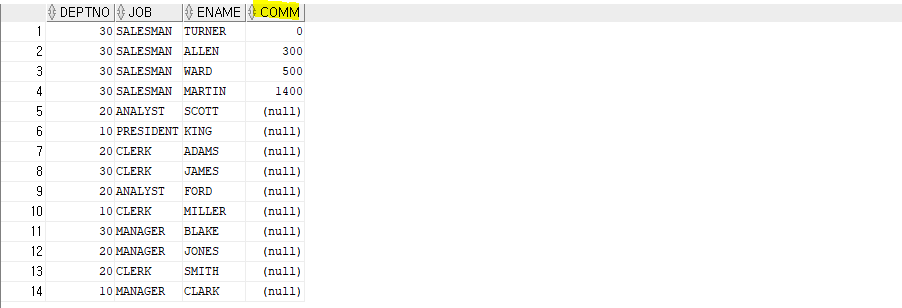 DEPTNO JOB ENAME COMM
1 30 SALESMAN TURNER 0
2 30 SALESMAN ALLEN 300
3 30 SALESMAN WARD 500
4 30 SALESMAN MARTIN 1400
5 20 ANALYST SCOTT (null)
6 10 PRESIDENT KING (null)
7 20 CLERK ADAMS (null)
8 30 CLERK JAMES (null)
9 20 ANALYST FORD (null)
10 10 CLERK MILLER (null)
11 30 MANAGER BLAKE (null)
12 20 MANAGER JONES (null)
13 20 CLERK SMITH (null)
14 10 MANAGER CLARK (null)